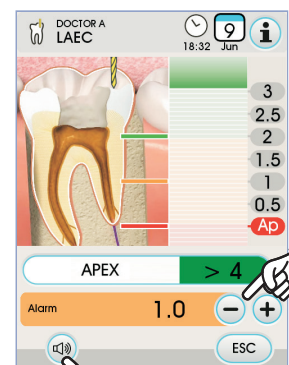 DOCTOR A
LAEC
18:32
9
Jun
3
2.5
2
1.5
1
0.5
Ap
APEX
> 4
Alarm
1.0
ESC